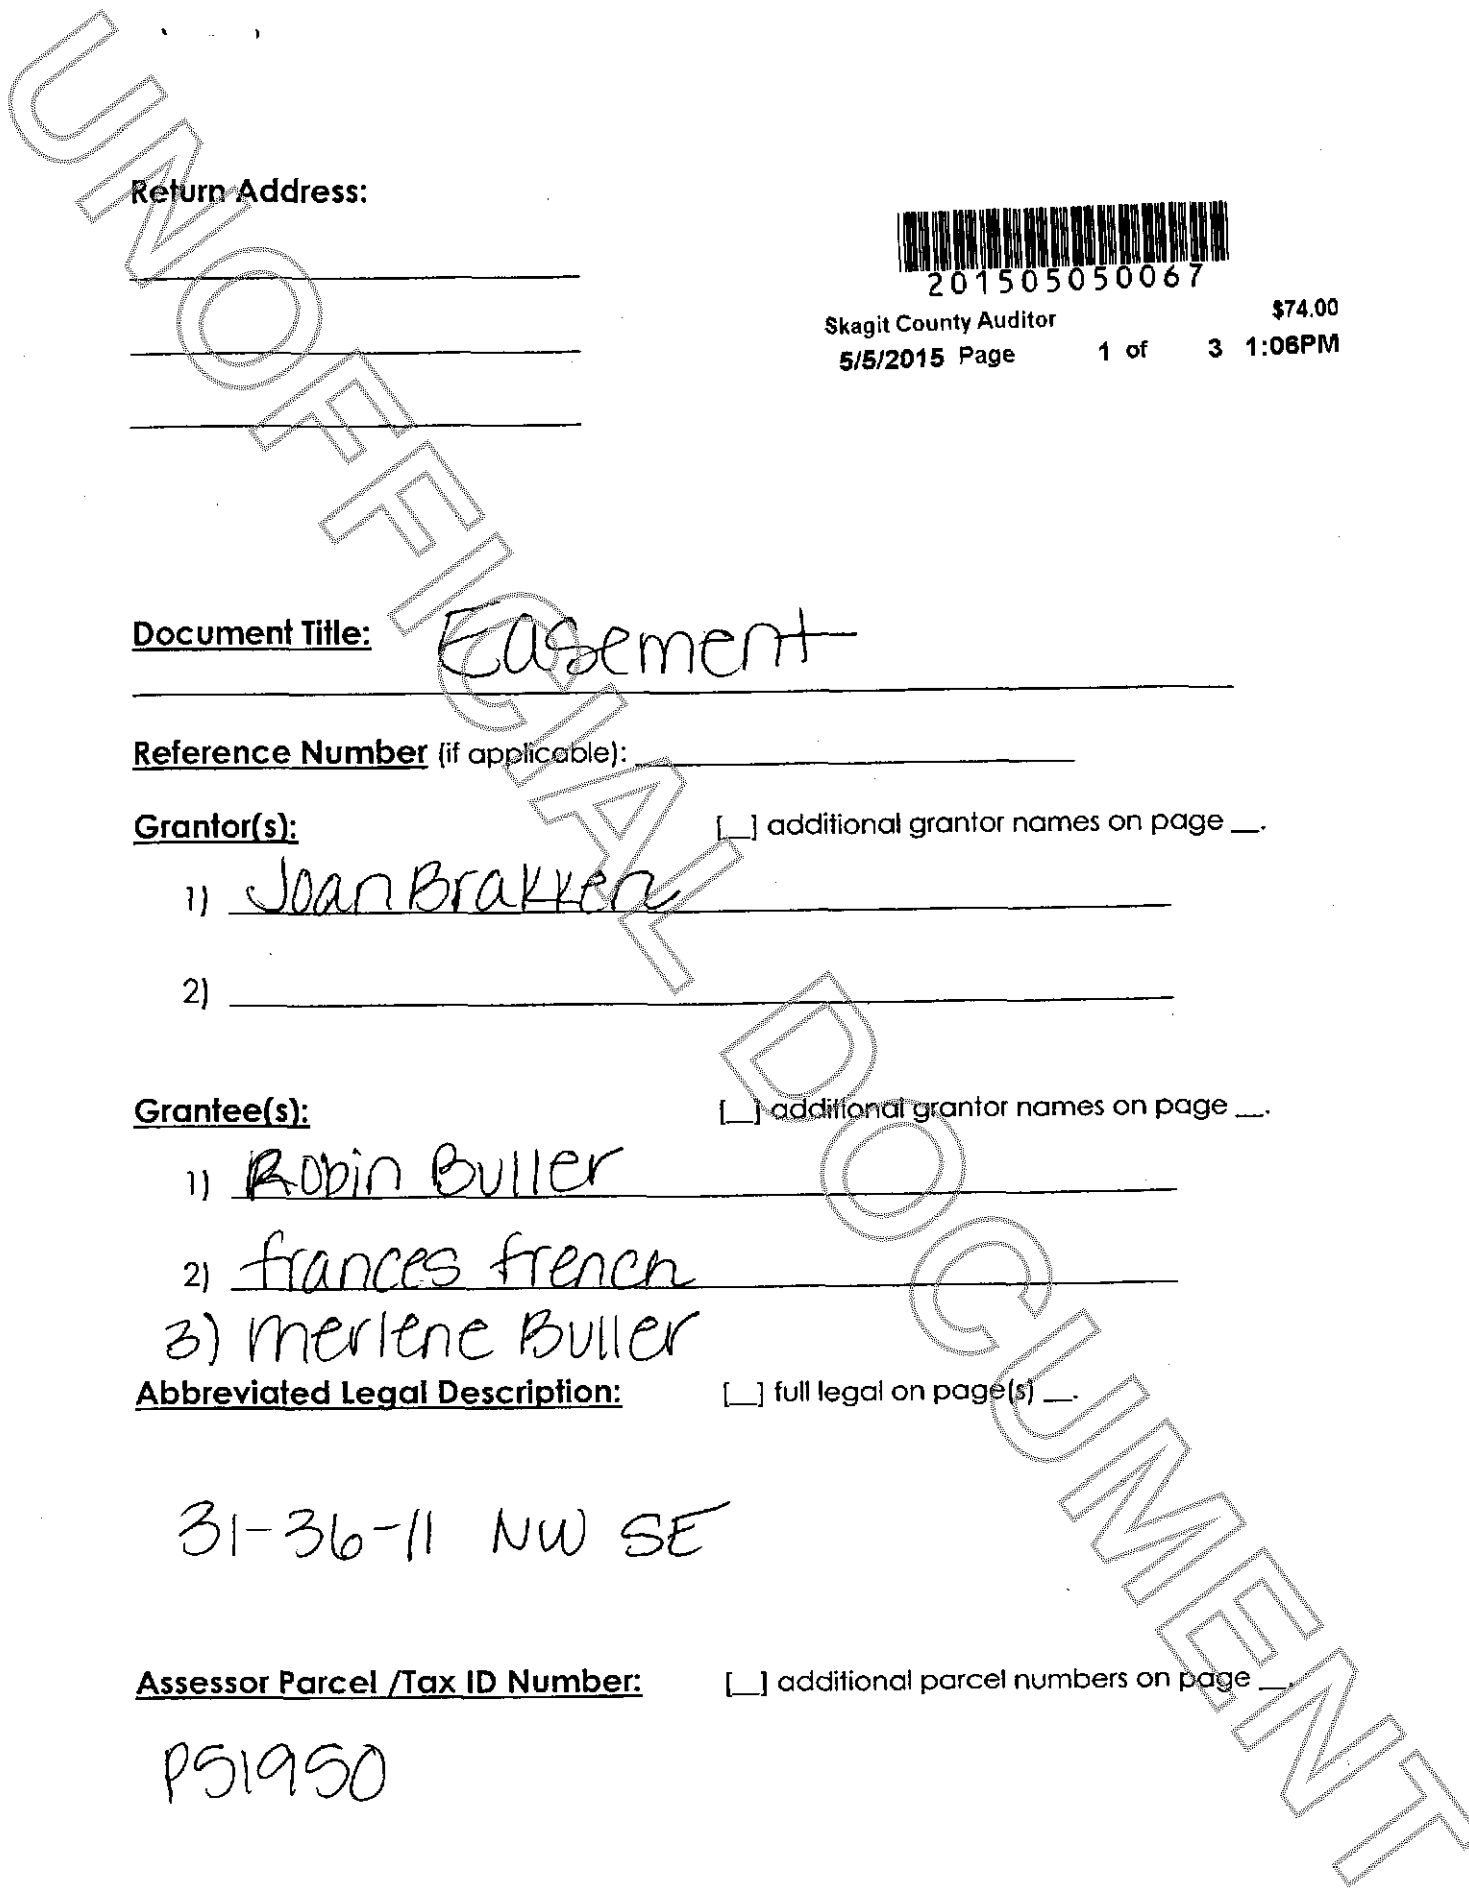 UNOFFICIAL DOCUMENT
Return Address:
201505050067
Skagit County Auditor $74.00
5/5/2015 Page 1 of 3 1:06PM
Document Title: Easement
Reference Number (if applicable):
Grantor(s): [__] additional grantor names on page __.
1) Joan Brakken
2)
Grantee(s): [__] additional grantor names on page __.
1) Robin Buller
2) frances french
3) merlene Buller
Abbreviated Legal Description: [__] full legal on page(s) __.
31-36-11 NW SE
Assessor Parcel /Tax ID Number: [__] additional parcel numbers on page __.
P51950